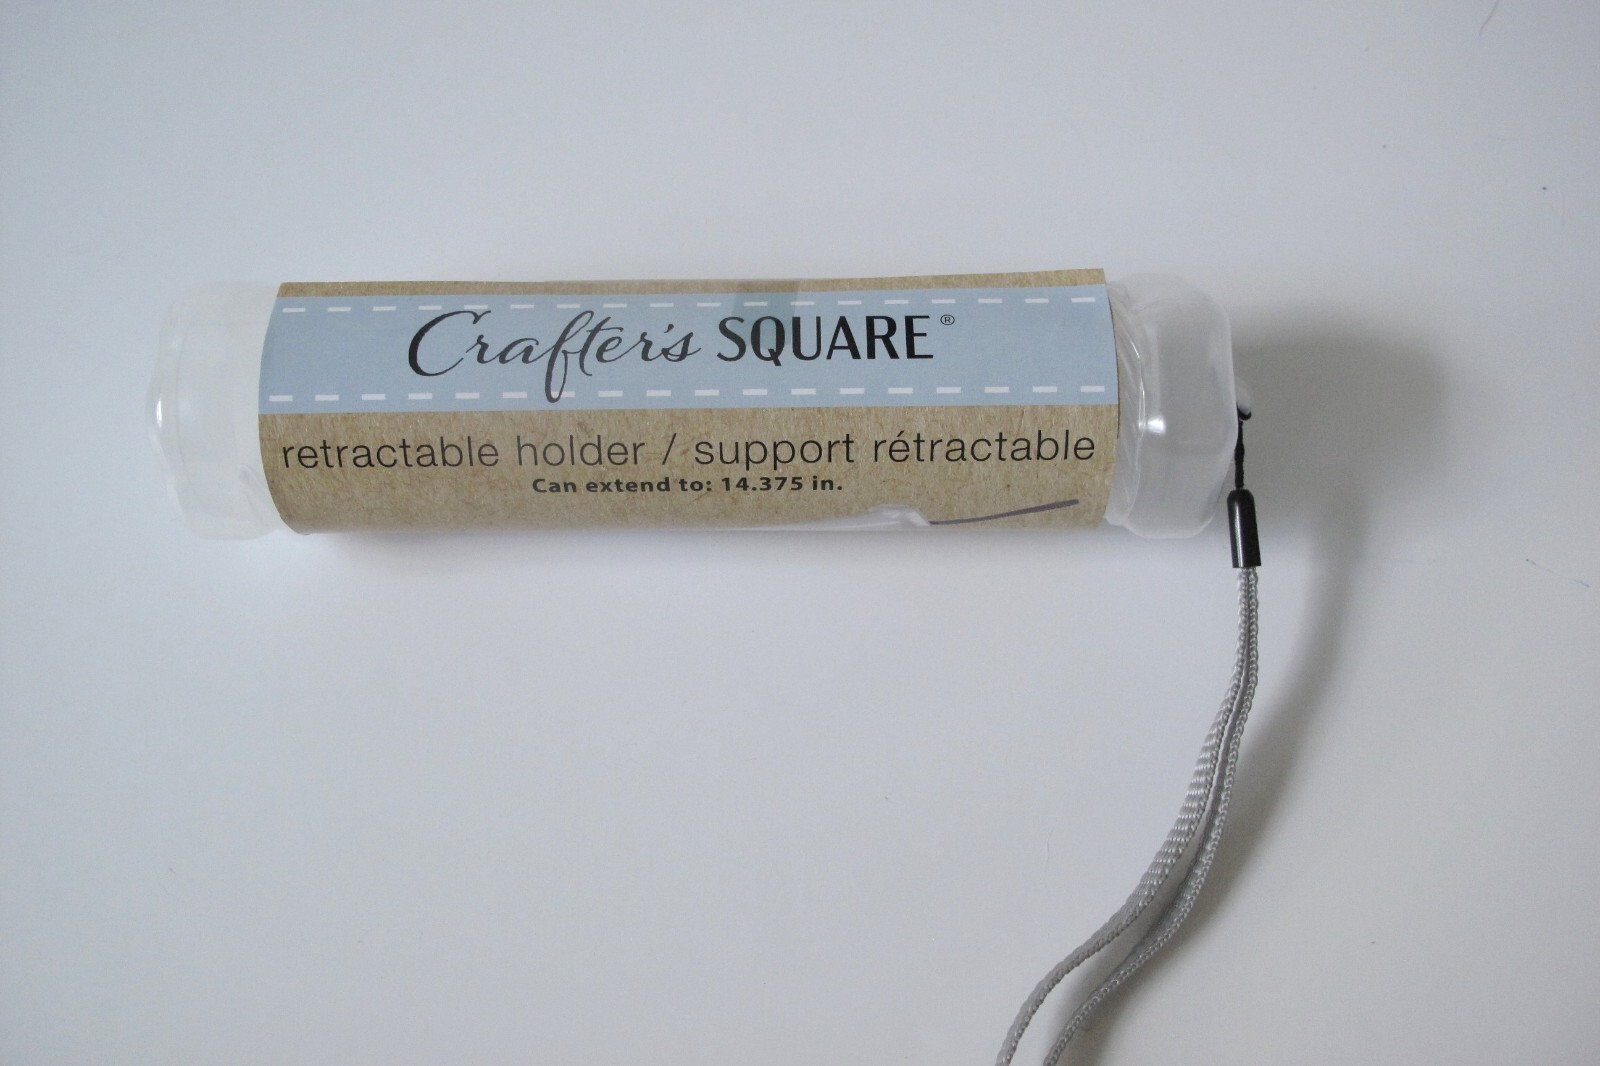 Crafter's SQUARE®
retractable holder / support rétractable
Can extend to: 14.375 in.